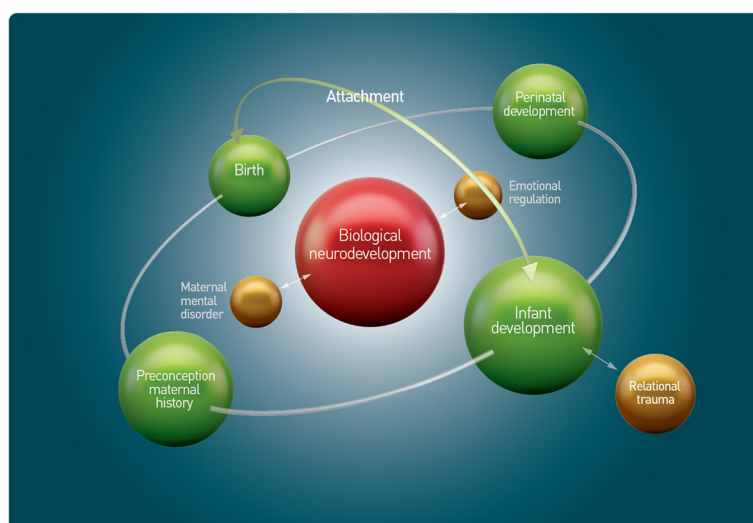 Attachment
Perinatal
development
Birth
Emotional
regulation
Biological
neurodevelopment
Maternal
mental
disorder
Infant
development
Preconception
maternal
history
Relational
trauma